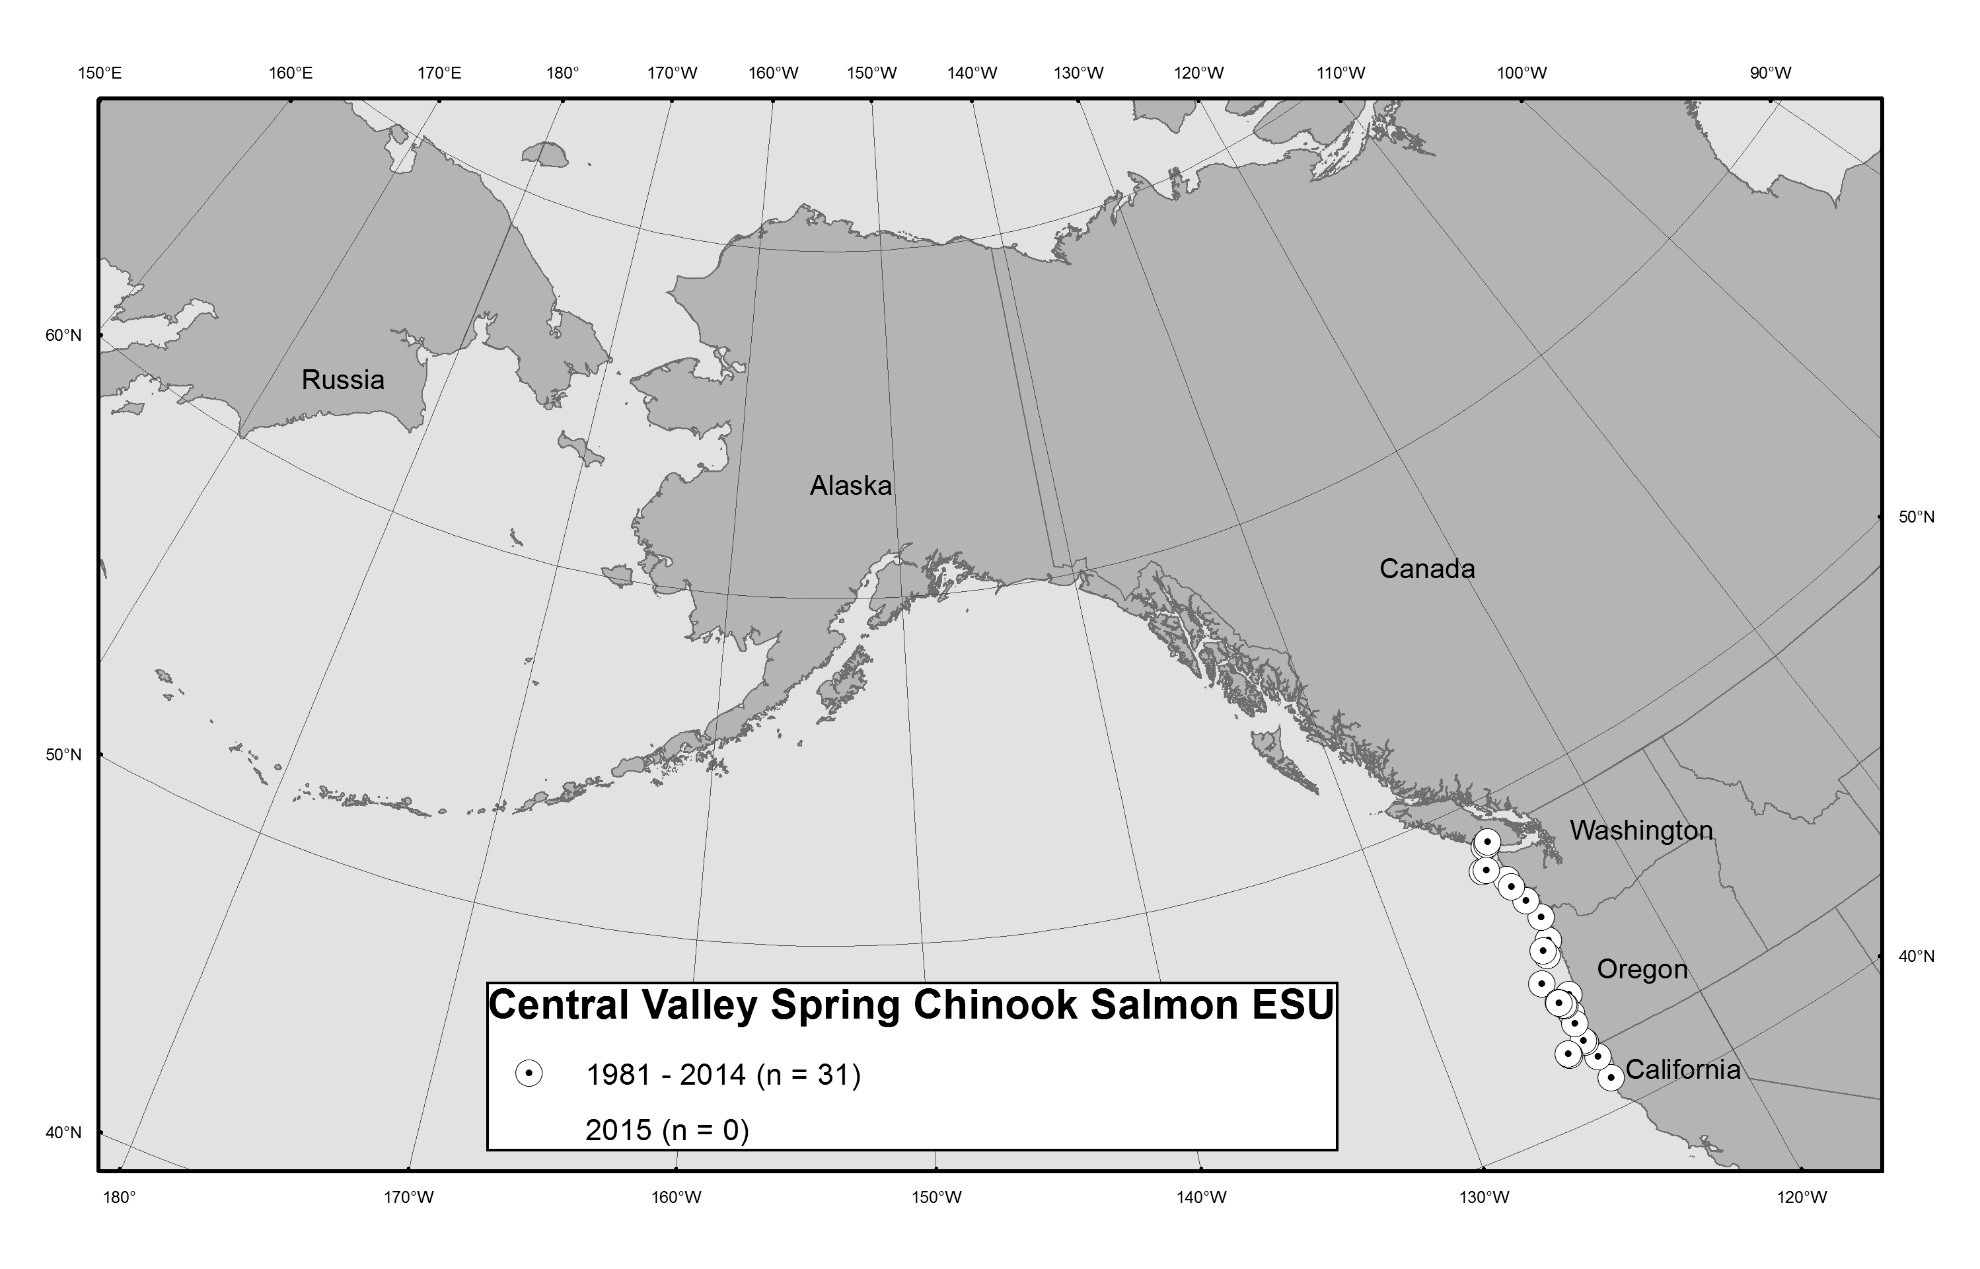 150°E 160°E 170°E 180° 170°W 160°W 150°W 140°W 130°W 120°W 110°W 100°W 90°W
60°N
Russia
Alaska
50°N
Canada
50°N
Washington
40°N
Oregon
Central Valley Spring Chinook Salmon ESU
California
1981 - 2014 (n = 31)
2015 (n = 0)
40°N
180° 170°W 160°W 150°W 140°W 130°W 120°W